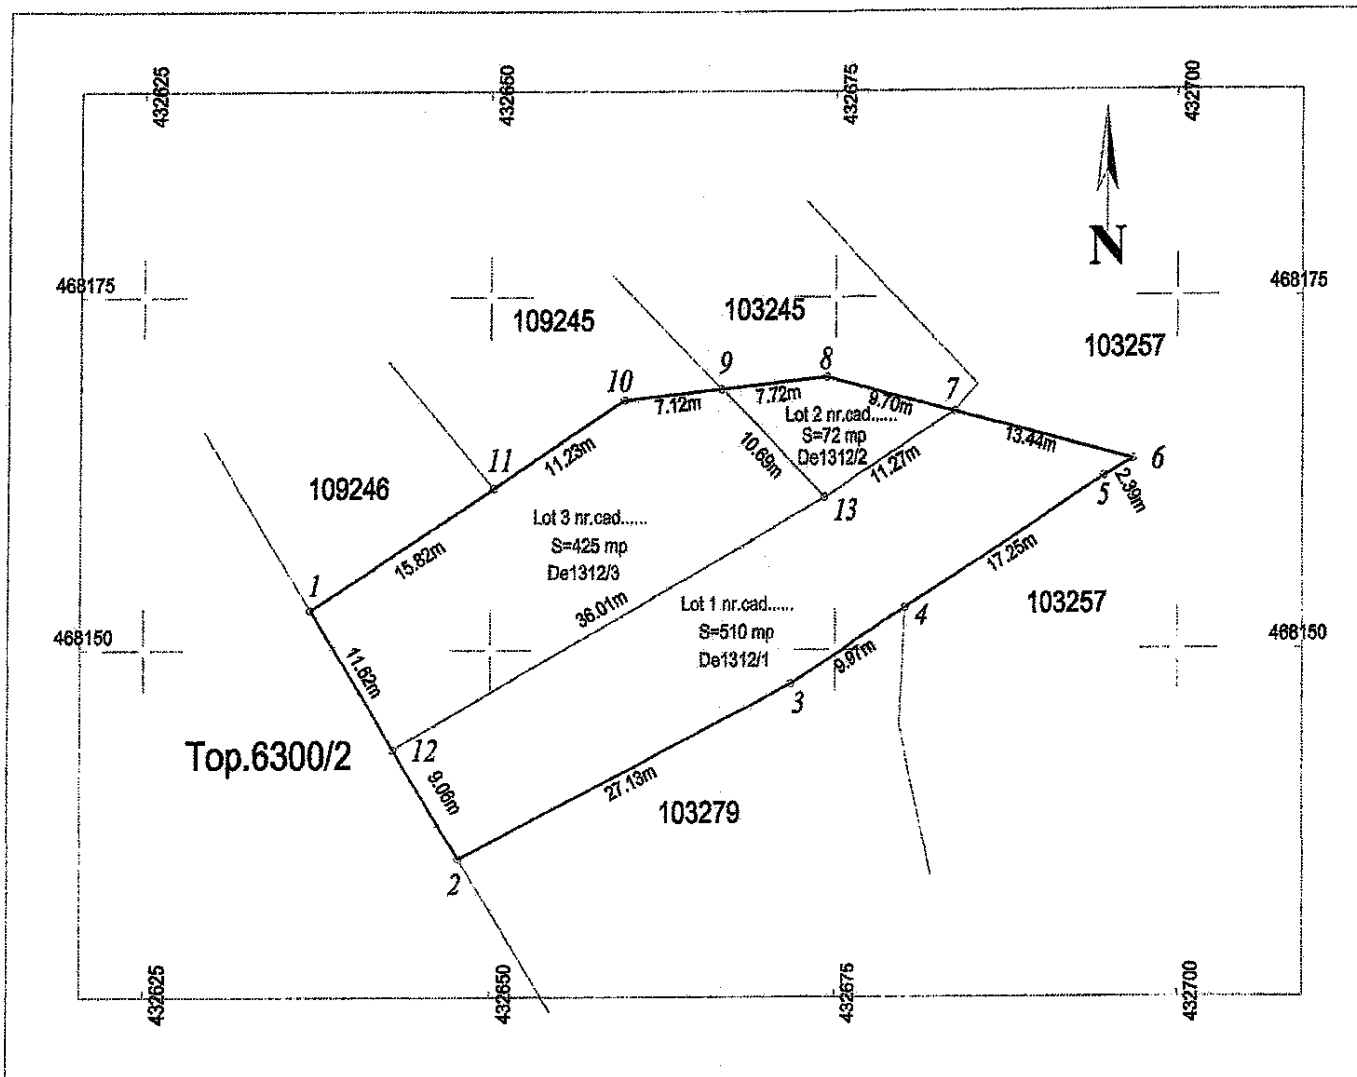 432625
432650
432675
432700
N
468175
468175
109245
103245
103257
8
9
10
7
7.12m
7.72m
9.70m
Lot 2 nr.cad......
S=72 mp
De1312/2
13.44m
6
5
2.39m
11
11.23m
10.69m
11.27m
13
109246
Lot 3 nr.cad......
S=425 mp
De1312/3
15.82m
17.25m
1
36.01m
Lot 1 nr.cad......
S=510 mp
De1312/1
103257
4
468150
468150
11.62m
9.97m
3
12
Top.6300/2
9.06m
27.13m
103279
2
432625
432650
432675
432700